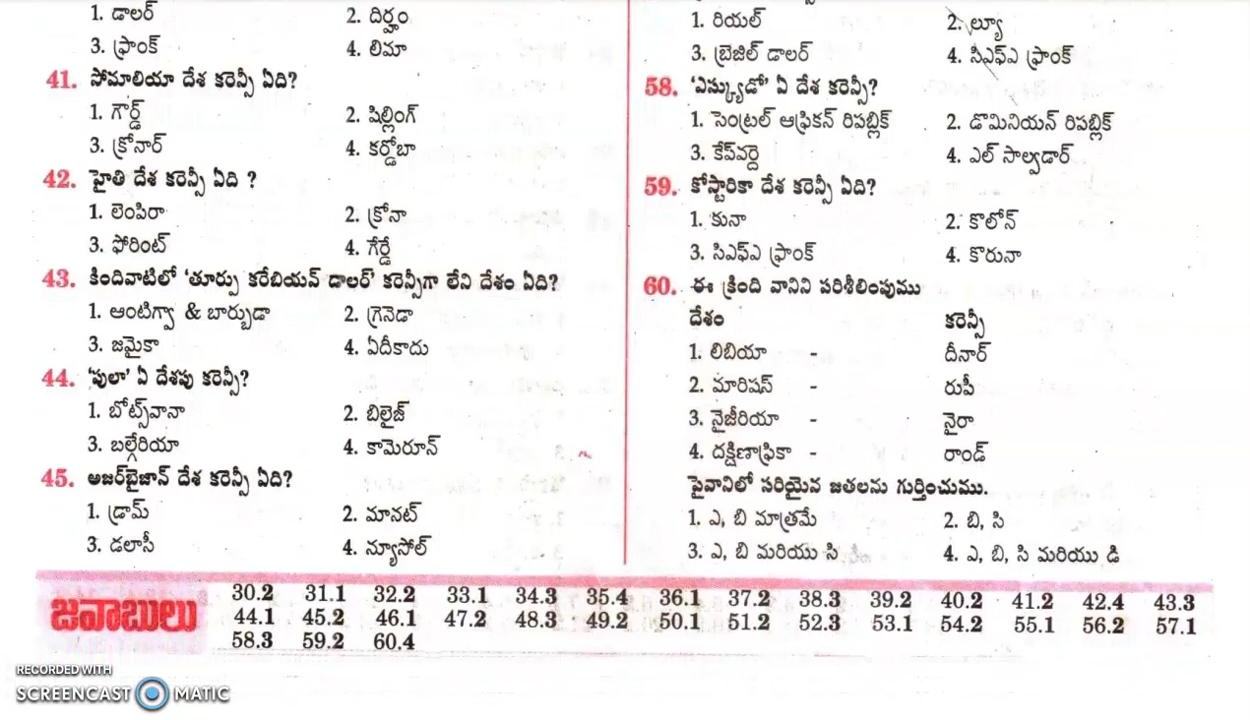 1. డాలర్ 2. దిర్హం
3. ఫ్రాంక్ 4. లిమా
41. సోమాలియా దేశ కరెన్సీ ఏది?
1. గౌర్డ్ 2. షిల్లింగ్
3. క్రోనార్ 4. కర్డోబా
42. హైతి దేశ కరెన్సీ ఏది ?
1. లెంపిరా 2. క్రోనా
3. ఫోరింట్ 4. గేర్డే
43. కిందివాటిలో 'తూర్పు కరేబియన్ డాలర్' కరెన్సీగా లేని దేశం ఏది?
1. ఆంటిగ్వా & బార్బుడా 2. గ్రెనెడా
3. జమైకా 4. ఏదీకాదు
44. 'పులా' ఏ దేశపు కరెన్సీ?
1. బోట్స్‌వానా 2. బిలైజ్
3. బల్గేరియా 4. కామెరూన్
45. అజర్‌బైజాన్ దేశ కరెన్సీ ఏది?
1. డ్రామ్ 2. మానట్
3. డలాసీ 4. న్యూసోల్
1. రియల్ 2. ల్యూ
3. బ్రెజిల్ డాలర్ 4. సిఎఫ్ఎ ఫ్రాంక్
58. 'ఎస్క్యుడో' ఏ దేశ కరెన్సీ?
1. సెంట్రల్ ఆఫ్రికన్ రిపబ్లిక్ 2. డొమినియన్ రిపబ్లిక్
3. కేప్‌వర్దె 4. ఎల్ సాల్వడార్
59. కోస్టారికా దేశ కరెన్సీ ఏది?
1. కునా 2. కొలోన్
3. సిఎఫ్ఎ ఫ్రాంక్ 4. కొరునా
60. ఈ క్రింది వానిని పరిశీలింపుము
దేశం కరెన్సీ
1. లిబియా - దీనార్
2. మారిషస్ - రుపీ
3. నైజీరియా - నైరా
4. దక్షిణాఫ్రికా - రాండ్
పైవానిలో సరియైన జతలను గుర్తించుము.
1. ఎ, బి మాత్రమే 2. బి, సి
3. ఎ, బి మరియు సి 4. ఎ, బి, సి మరియు డి
జవాబులు
30.2 31.1 32.2 33.1 34.3 35.4 36.1 37.2 38.3 39.2 40.2 41.2 42.4 43.3
44.1 45.2 46.1 47.2 48.3 49.2 50.1 51.2 52.3 53.1 54.2 55.1 56.2 57.1
58.3 59.2 60.4
RECORDED WITH
SCREENCAST MATIC